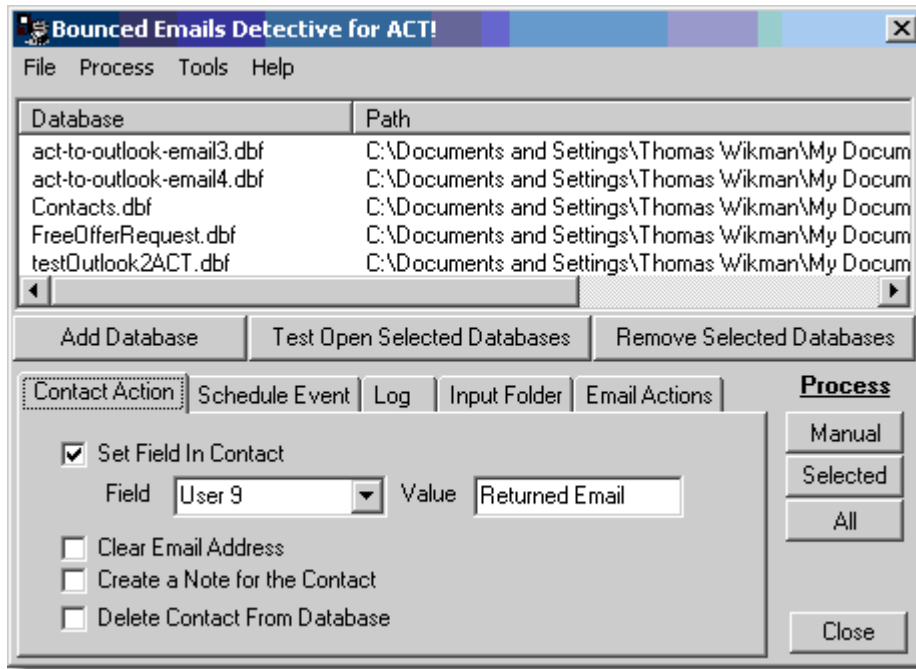 Bounced Emails Detective for ACT!
File Process Tools Help
Database Path
act-to-outlook-email3.dbf C:\Documents and Settings\Thomas Wikman\My Docum
act-to-outlook-email4.dbf C:\Documents and Settings\Thomas Wikman\My Docum
Contacts.dbf C:\Documents and Settings\Thomas Wikman\My Docum
FreeOfferRequest.dbf C:\Documents and Settings\Thomas Wikman\My Docum
testOutlook2ACT.dbf C:\Documents and Settings\Thomas Wikman\My Docum
Add Database Test Open Selected Databases Remove Selected Databases
Contact Action Schedule Event Log Input Folder Email Actions
Set Field In Contact
Field User 9 Value Returned Email
Clear Email Address
Create a Note for the Contact
Delete Contact From Database
Process
Manual
Selected
All
Close